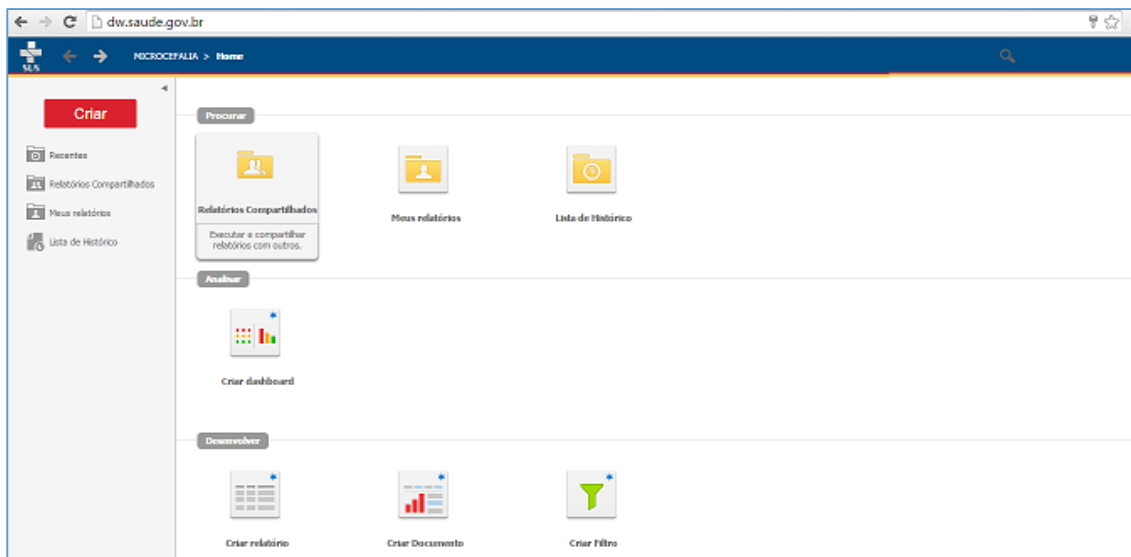 dw.saude.gov.br
SUS
MICROCEFALIA > Home
Criar
Recentes
Relatórios Compartilhados
Meus relatórios
Lista de Histórico
Procurar
Relatórios Compartilhados
Executar e compartilhar
relatórios com outros.
Meus relatórios
Lista de Histórico
Analisar
Criar dashboard
Desenvolver
Criar relatório
Criar Documento
Criar Filtro